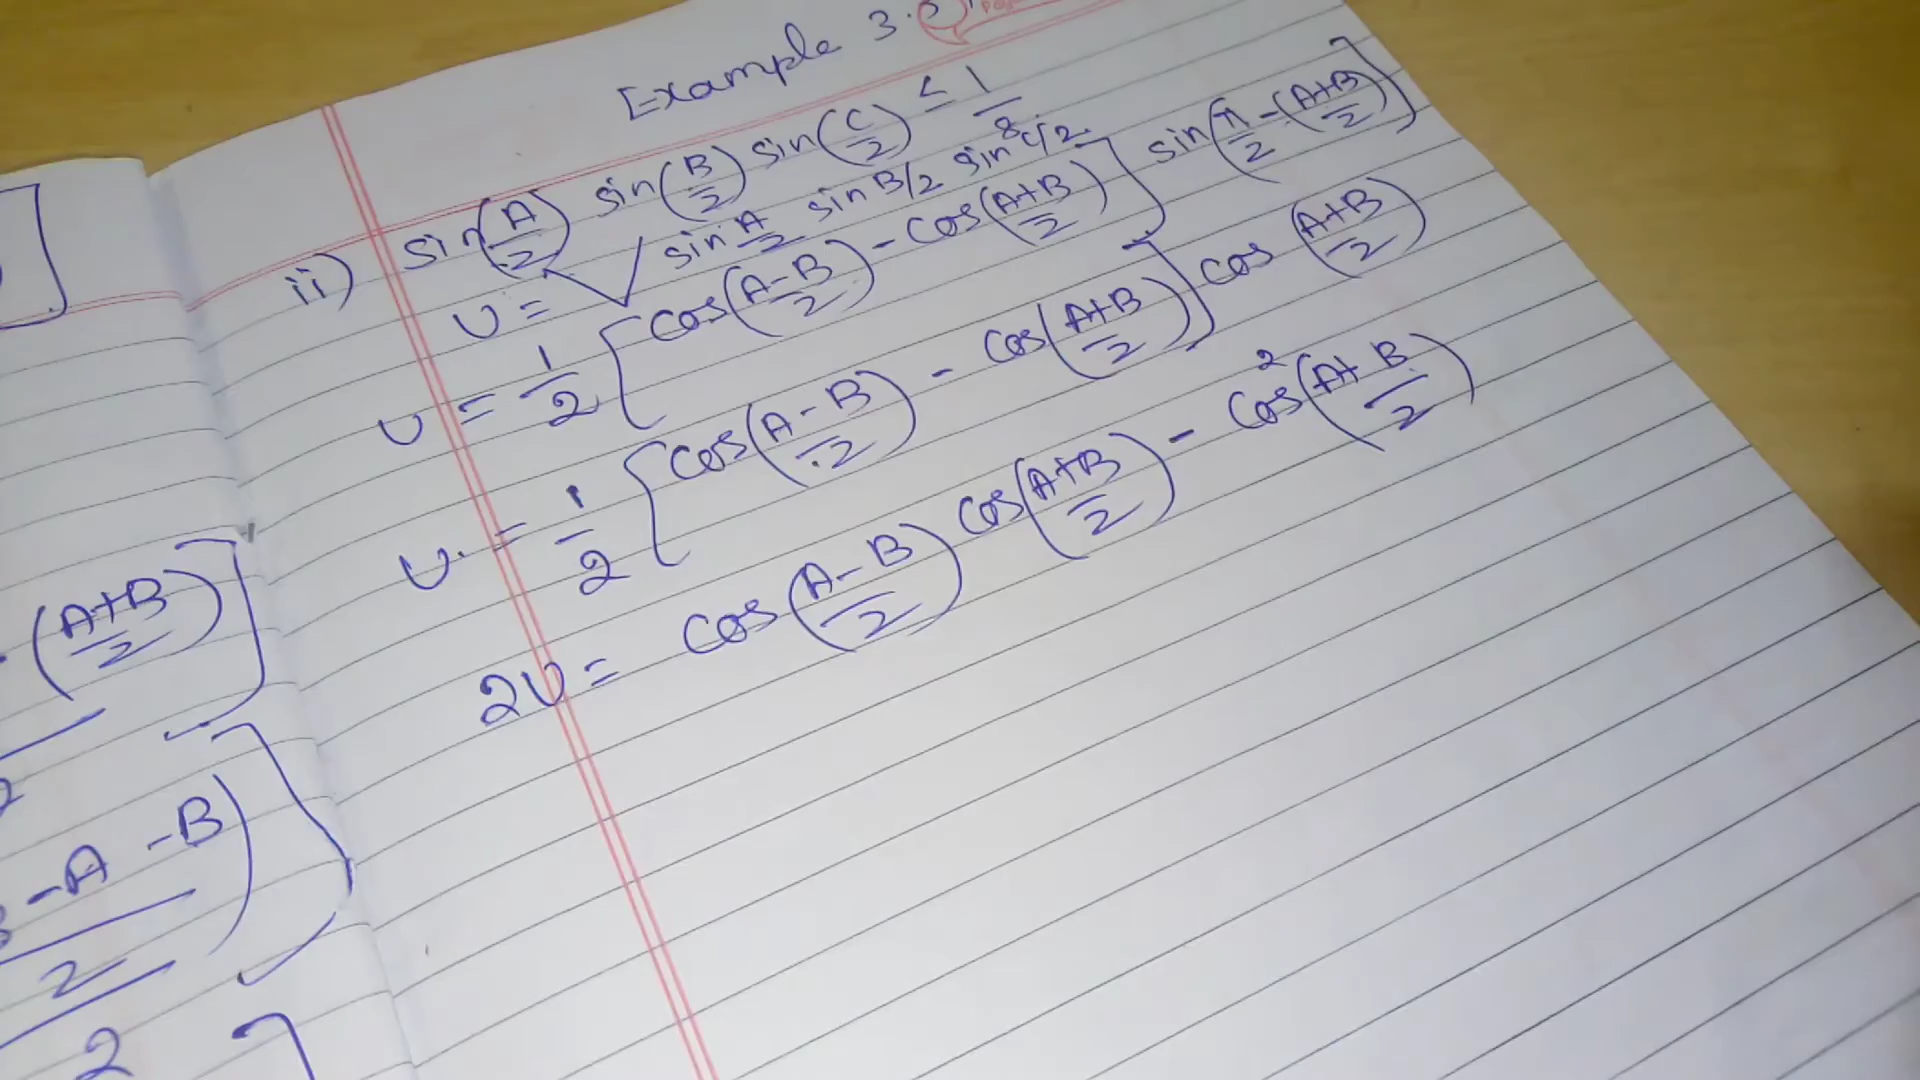 Example 3.
ii) sin(A/2) sin(B/2) sin(C/2) ≤ 1/8
U = sin A/2 sin B/2 sin C/2
U = 1/2 [cos(A-B/2) - cos(A+B/2)] sin[π/2 - (A+B/2)]
U = 1/2 [cos(A-B/2) - cos(A+B/2)] cos(A+B/2)
2U = cos(A-B/2) cos(A+B/2) - cos²(A+B/2)
(A+B/2)]
-A -B)
2
2